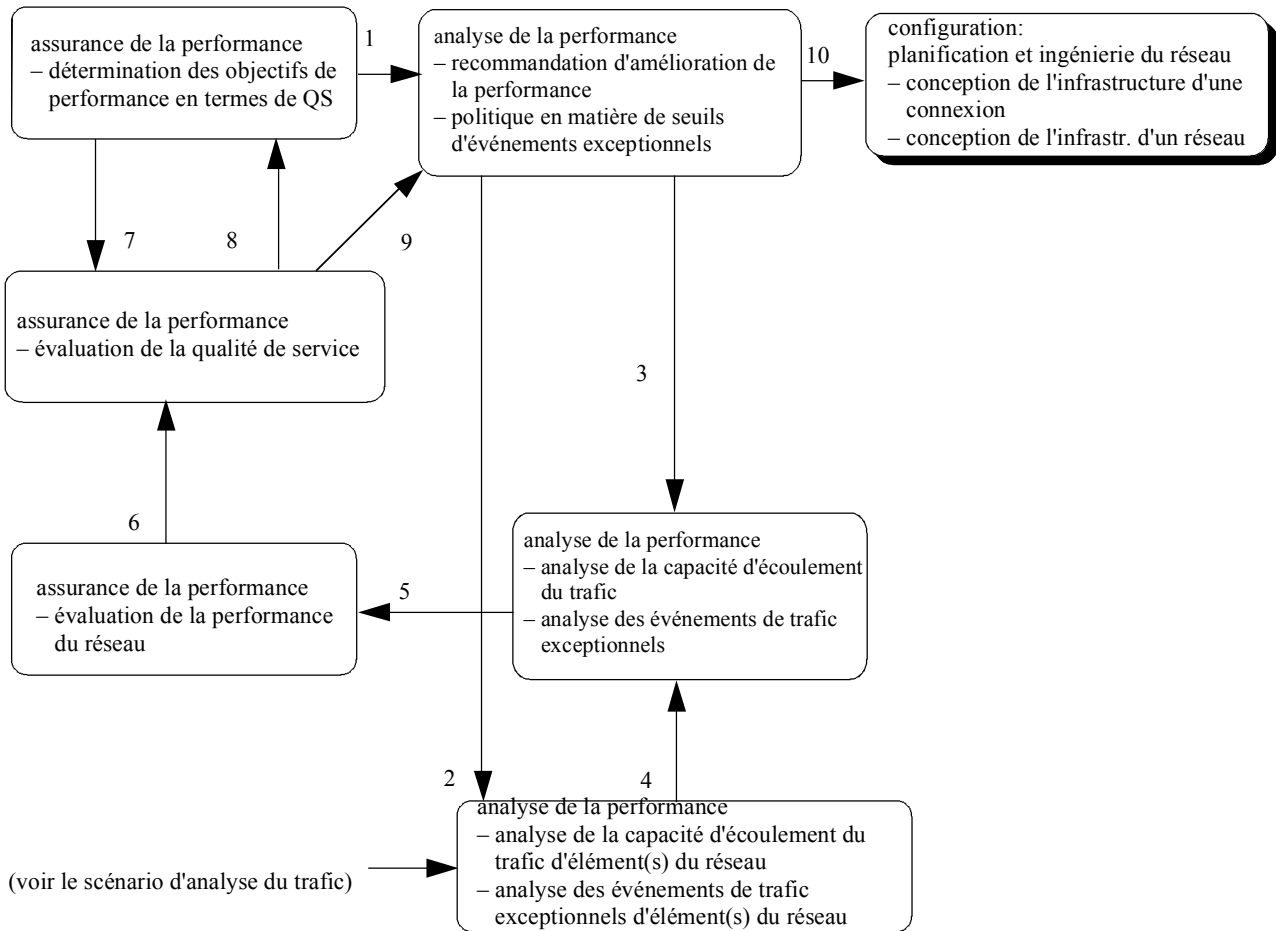 assurance de la performance
– détermination des objectifs de
performance en termes de QS
1
analyse de la performance
– recommandation d'amélioration de
la performance
– politique en matière de seuils
d'événements exceptionnels
10
configuration:
planification et ingénierie du réseau
– conception de l'infrastructure d'une
connexion
– conception de l'infrastr. d'un réseau
7
8
9
assurance de la performance
– évaluation de la qualité de service
3
6
analyse de la performance
– analyse de la capacité d'écoulement
du trafic
– analyse des événements de trafic
exceptionnels
5
assurance de la performance
– évaluation de la performance
du réseau
2
4
analyse de la performance
– analyse de la capacité d'écoulement du
trafic d'élément(s) du réseau
– analyse des événements de trafic
exceptionnels d'élément(s) du réseau
(voir le scénario d'analyse du trafic)